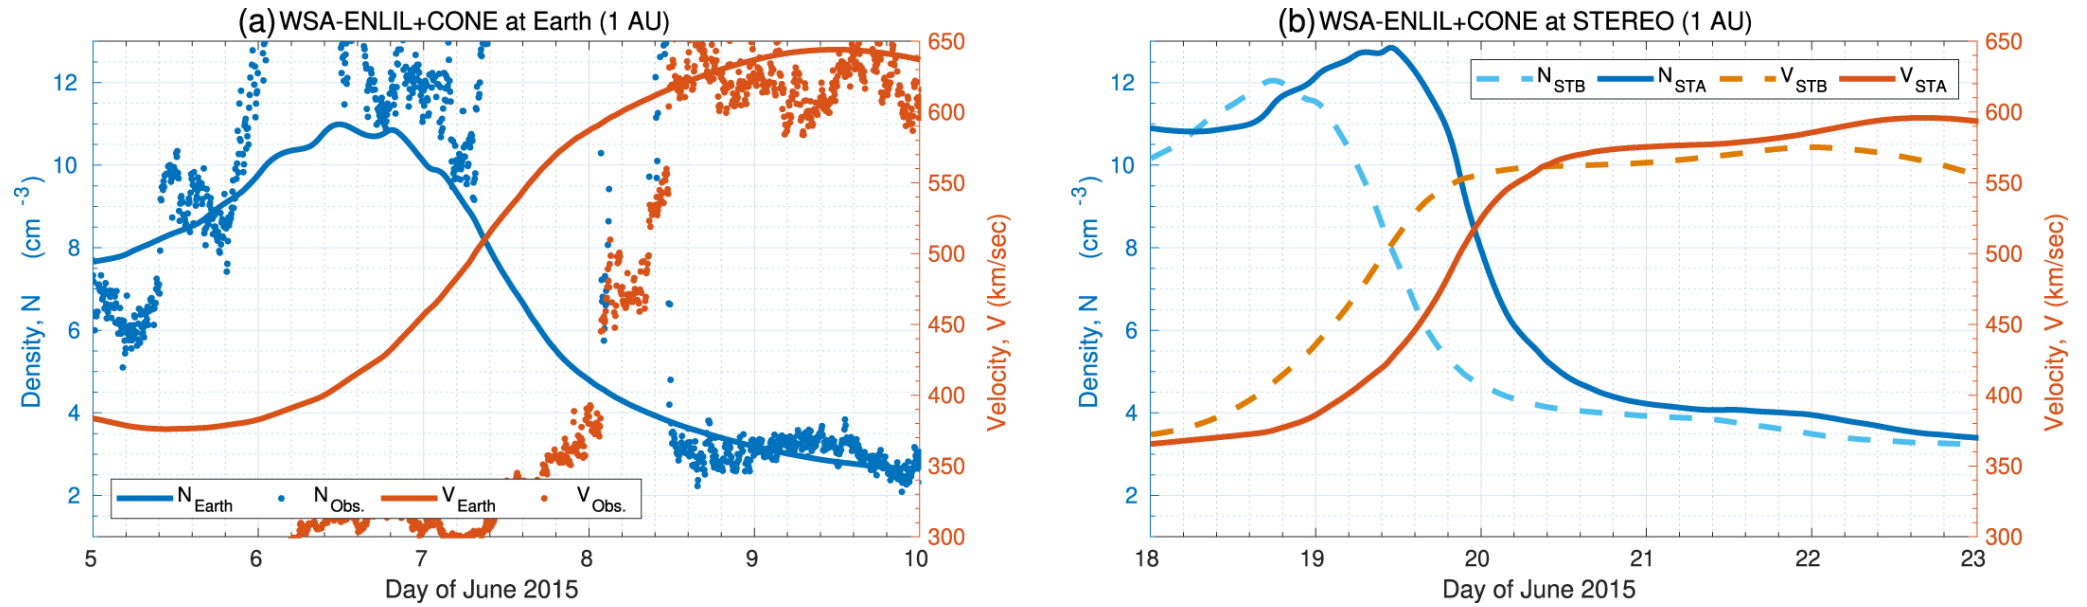 (a) WSA-ENLIL+CONE at Earth (1 AU)
12
10
8
6
4
2
Density, N (cm -3)
650
600
550
500
450
400
350
300
Velocity, V (km/sec)
N Earth N Obs. V Earth V Obs.
5 6 7 8 9 10
Day of June 2015
(b) WSA-ENLIL+CONE at STEREO (1 AU)
12
10
8
6
4
2
Density, N (cm -3)
N STB N STA V STB V STA
650
600
550
500
450
400
350
300
Velocity, V (km/sec)
18 19 20 21 22 23
Day of June 2015